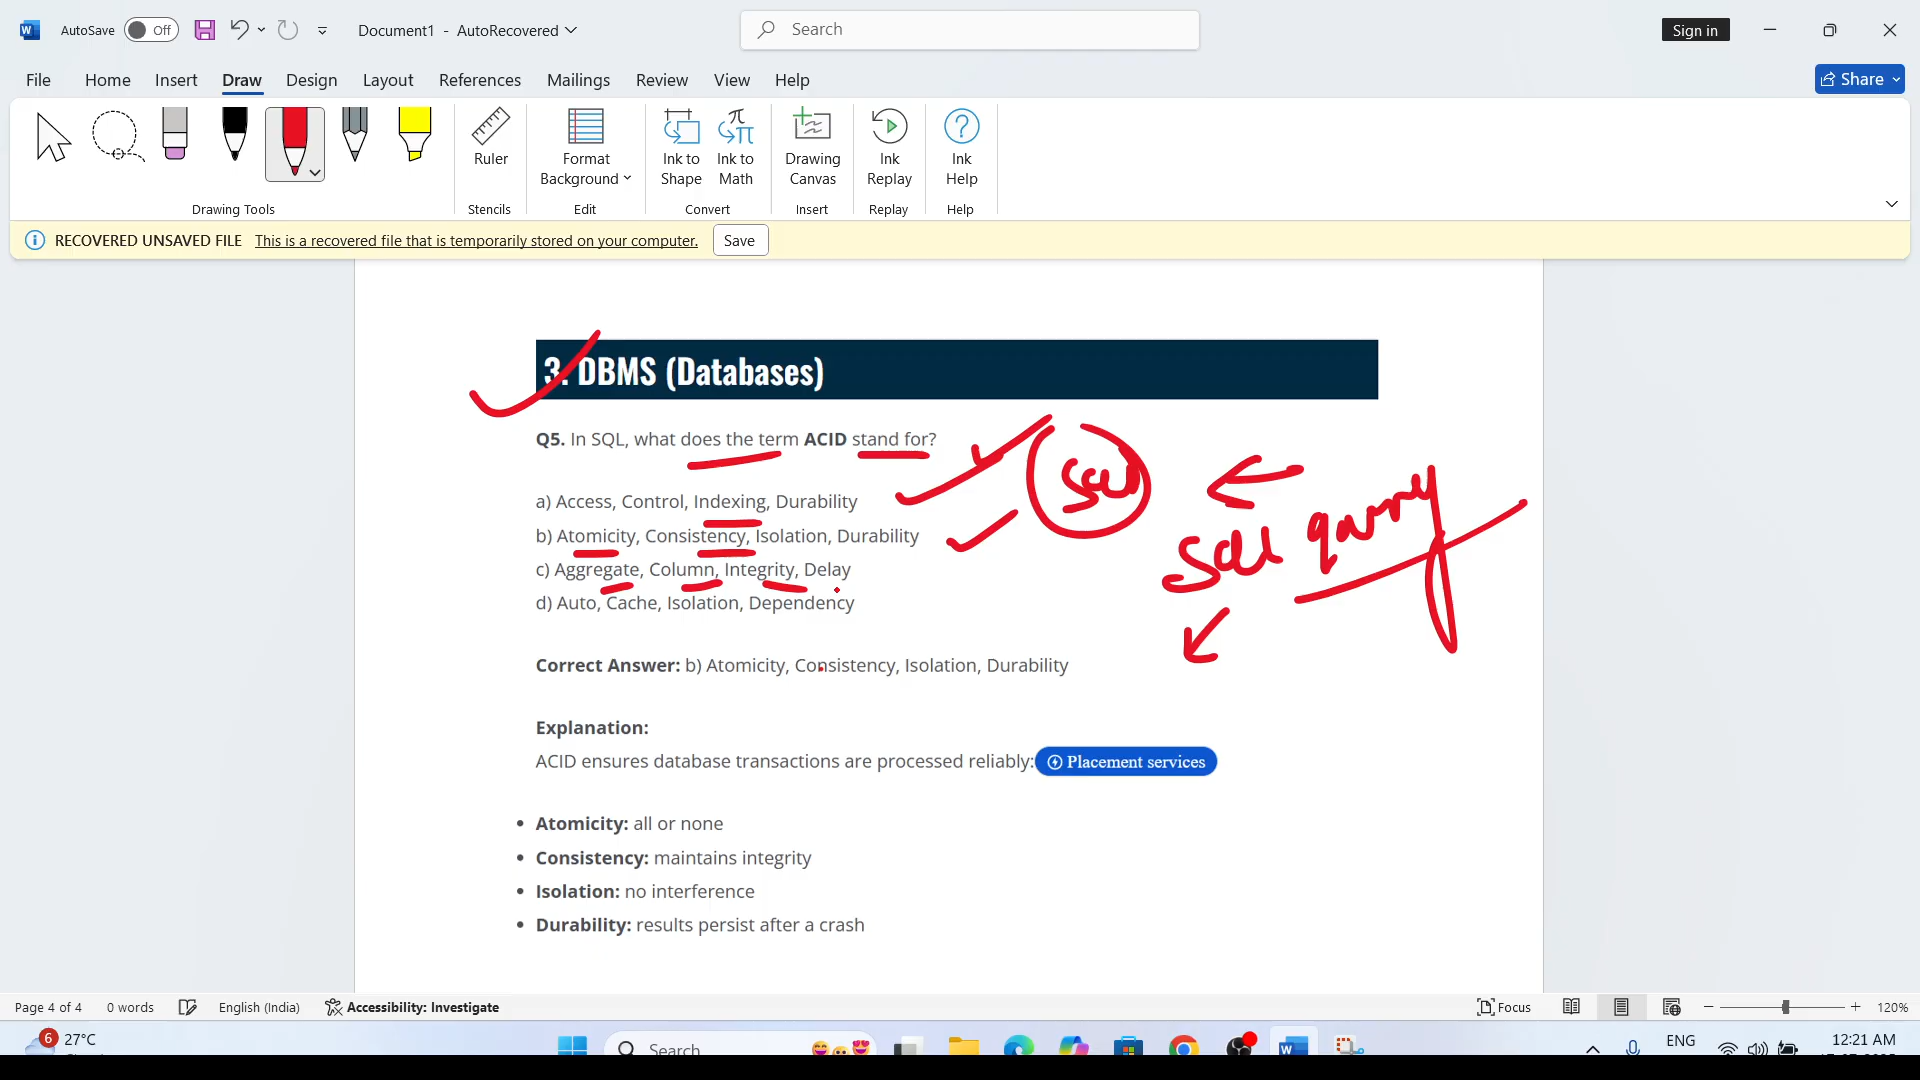 AutoSave Off Document1 - AutoRecovered Search Sign in
File Home Insert Draw Design Layout References Mailings Review View Help Share
Ruler Format Background Ink to Shape Ink to Math Drawing Canvas Ink Replay Ink Help
Drawing Tools Stencils Edit Convert Insert Replay Help
RECOVERED UNSAVED FILE This is a recovered file that is temporarily stored on your computer. Save
3. DBMS (Databases)
Q5. In SQL, what does the term ACID stand for?
a) Access, Control, Indexing, Durability
b) Atomicity, Consistency, Isolation, Durability
c) Aggregate, Column, Integrity, Delay
d) Auto, Cache, Isolation, Dependency
Correct Answer: b) Atomicity, Consistency, Isolation, Durability
Explanation:
ACID ensures database transactions are processed reliably: Placement services
• Atomicity: all or none
• Consistency: maintains integrity
• Isolation: no interference
• Durability: results persist after a crash
Page 4 of 4 0 words English (India) Accessibility: Investigate Focus 120%
6 27°C Search ENG 12:21 AM